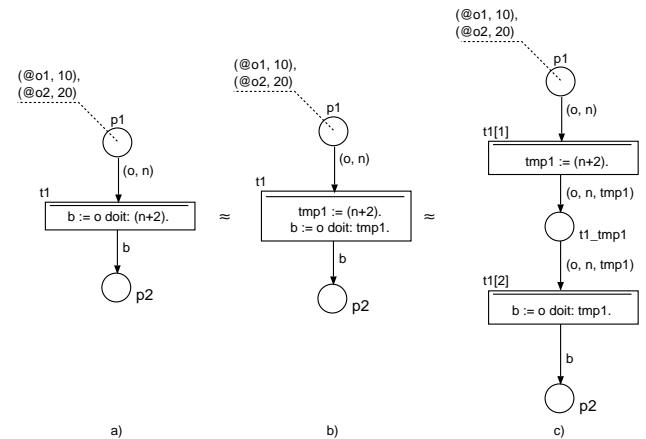 (@o1, 10),
(@o2, 20)
p1
(o, n)
t1
b := o doit: (n+2).
b
p2
a)
≈
(@o1, 10),
(@o2, 20)
p1
(o, n)
t1
tmp1 := (n+2).
b := o doit: tmp1.
b
p2
b)
≈
(@o1, 10),
(@o2, 20)
p1
(o, n)
t1[1]
tmp1 := (n+2).
(o, n, tmp1)
t1_tmp1
(o, n, tmp1)
t1[2]
b := o doit: tmp1.
b
p2
c)